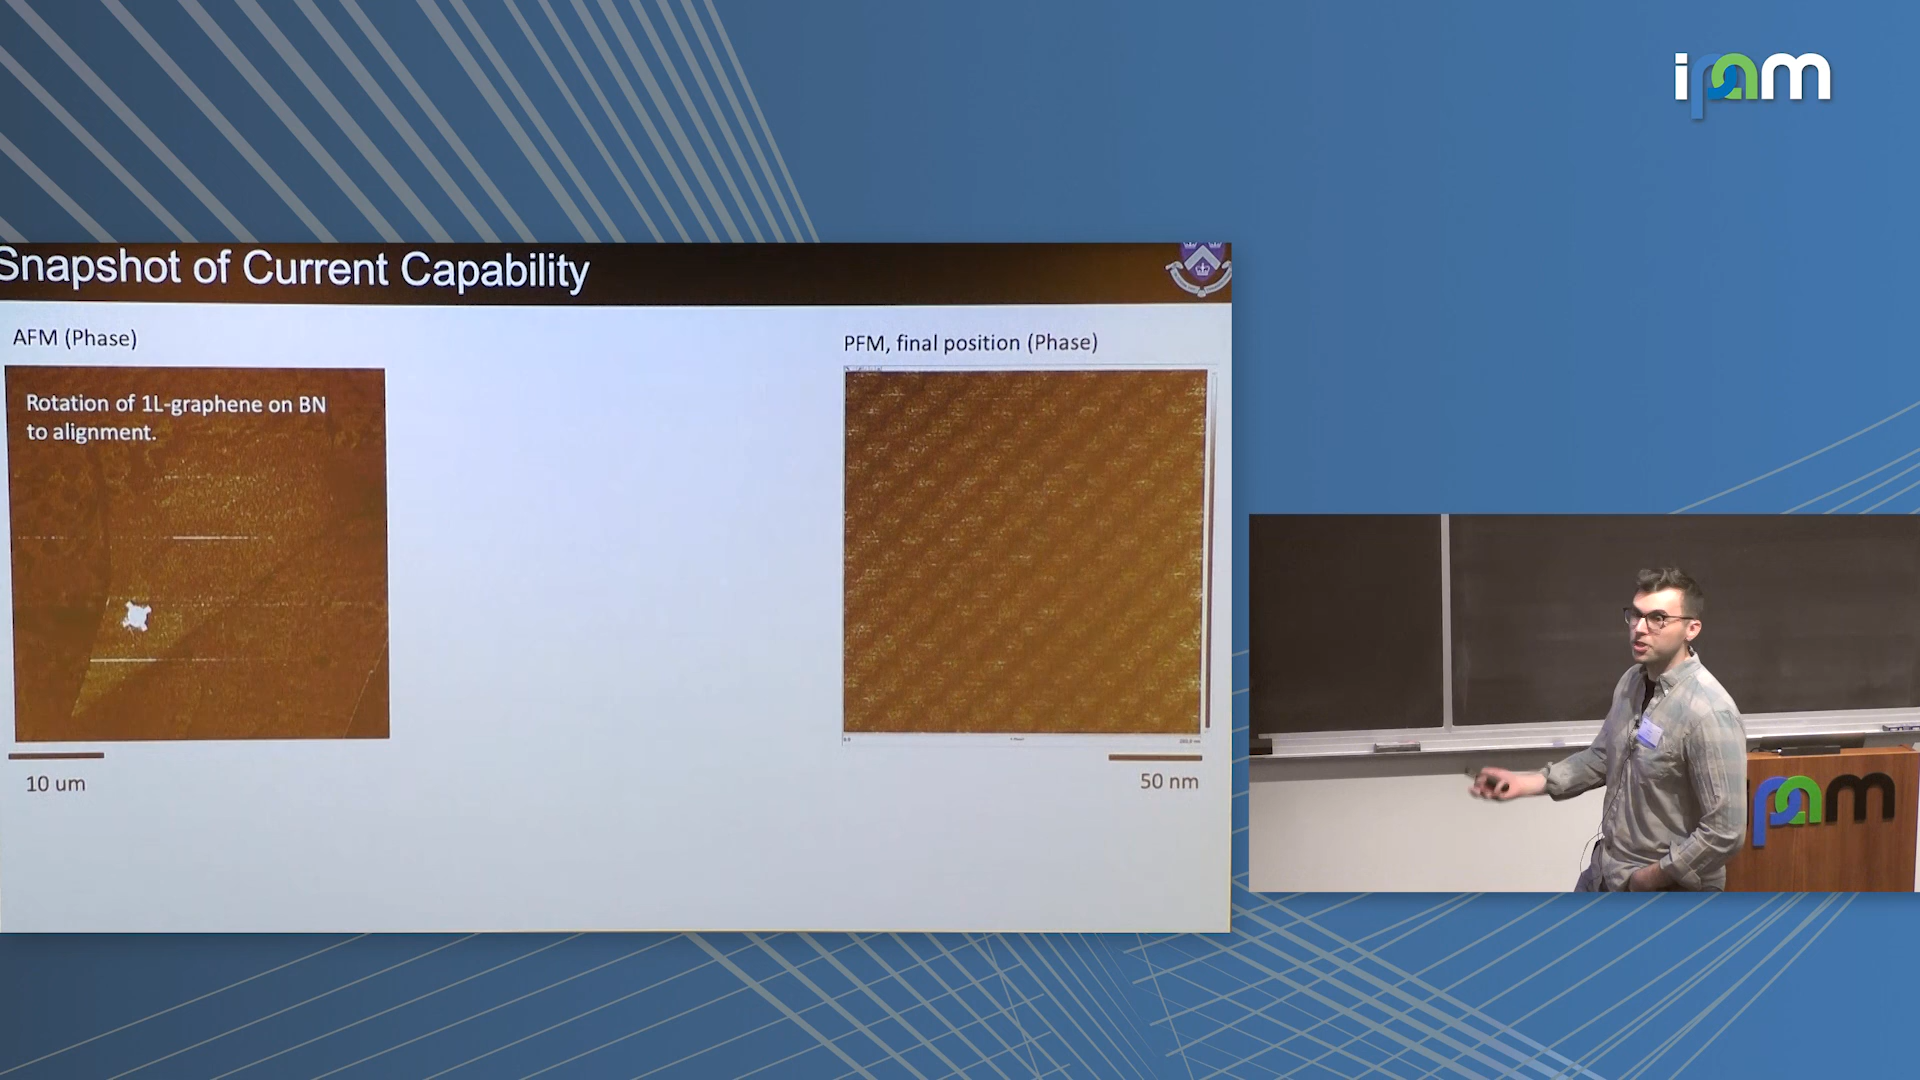 ipam
Snapshot of Current Capability
AFM (Phase)
PFM, final position (Phase)
Rotation of 1L-graphene on BN
to alignment.
10 um
50 nm
pam